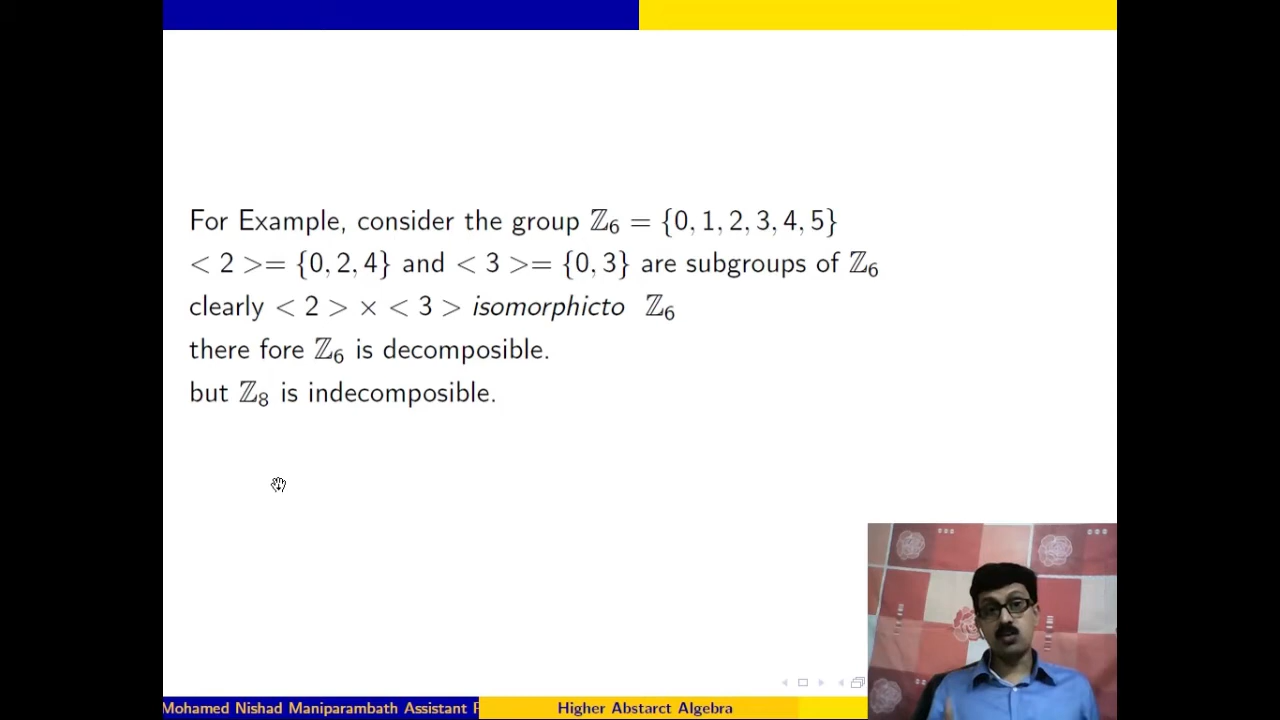 For Example, consider the group ℤ₆ = {0, 1, 2, 3, 4, 5}
< 2 >= {0, 2, 4} and < 3 >= {0, 3} are subgroups of ℤ₆
clearly < 2 > × < 3 > isomorphicto ℤ₆
there fore ℤ₆ is decomposible.
but ℤ₈ is indecomposible.
Mohamed Nishad Maniparambath Assistant F Higher Abstarct Algebra